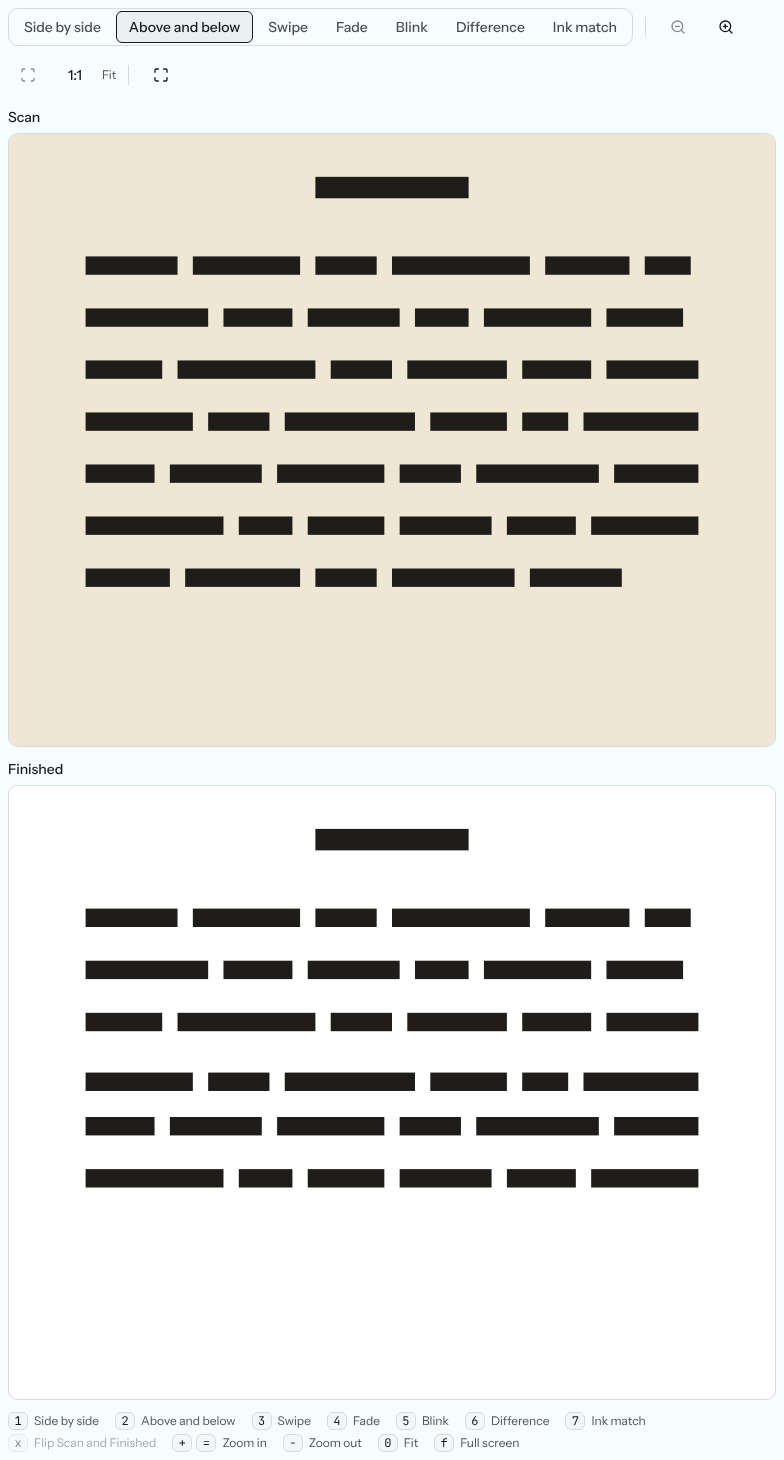 Side by side Above and below Swipe Fade Blink Difference Ink match
1:1 Fit
Scan
Finished
1 Side by side 2 Above and below 3 Swipe 4 Fade 5 Blink 6 Difference 7 Ink match
x Flip Scan and Finished + = Zoom in - Zoom out 0 Fit f Full screen